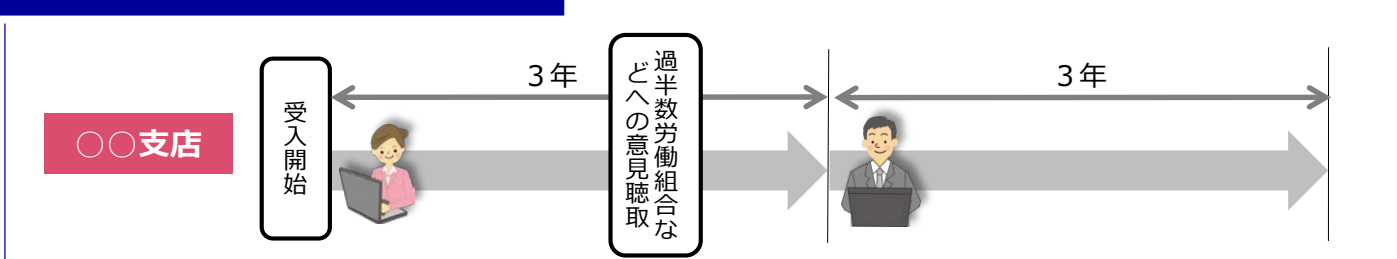 ○○支店
受入開始
3年
過半数労働組合な
どへの意見聴取
3年